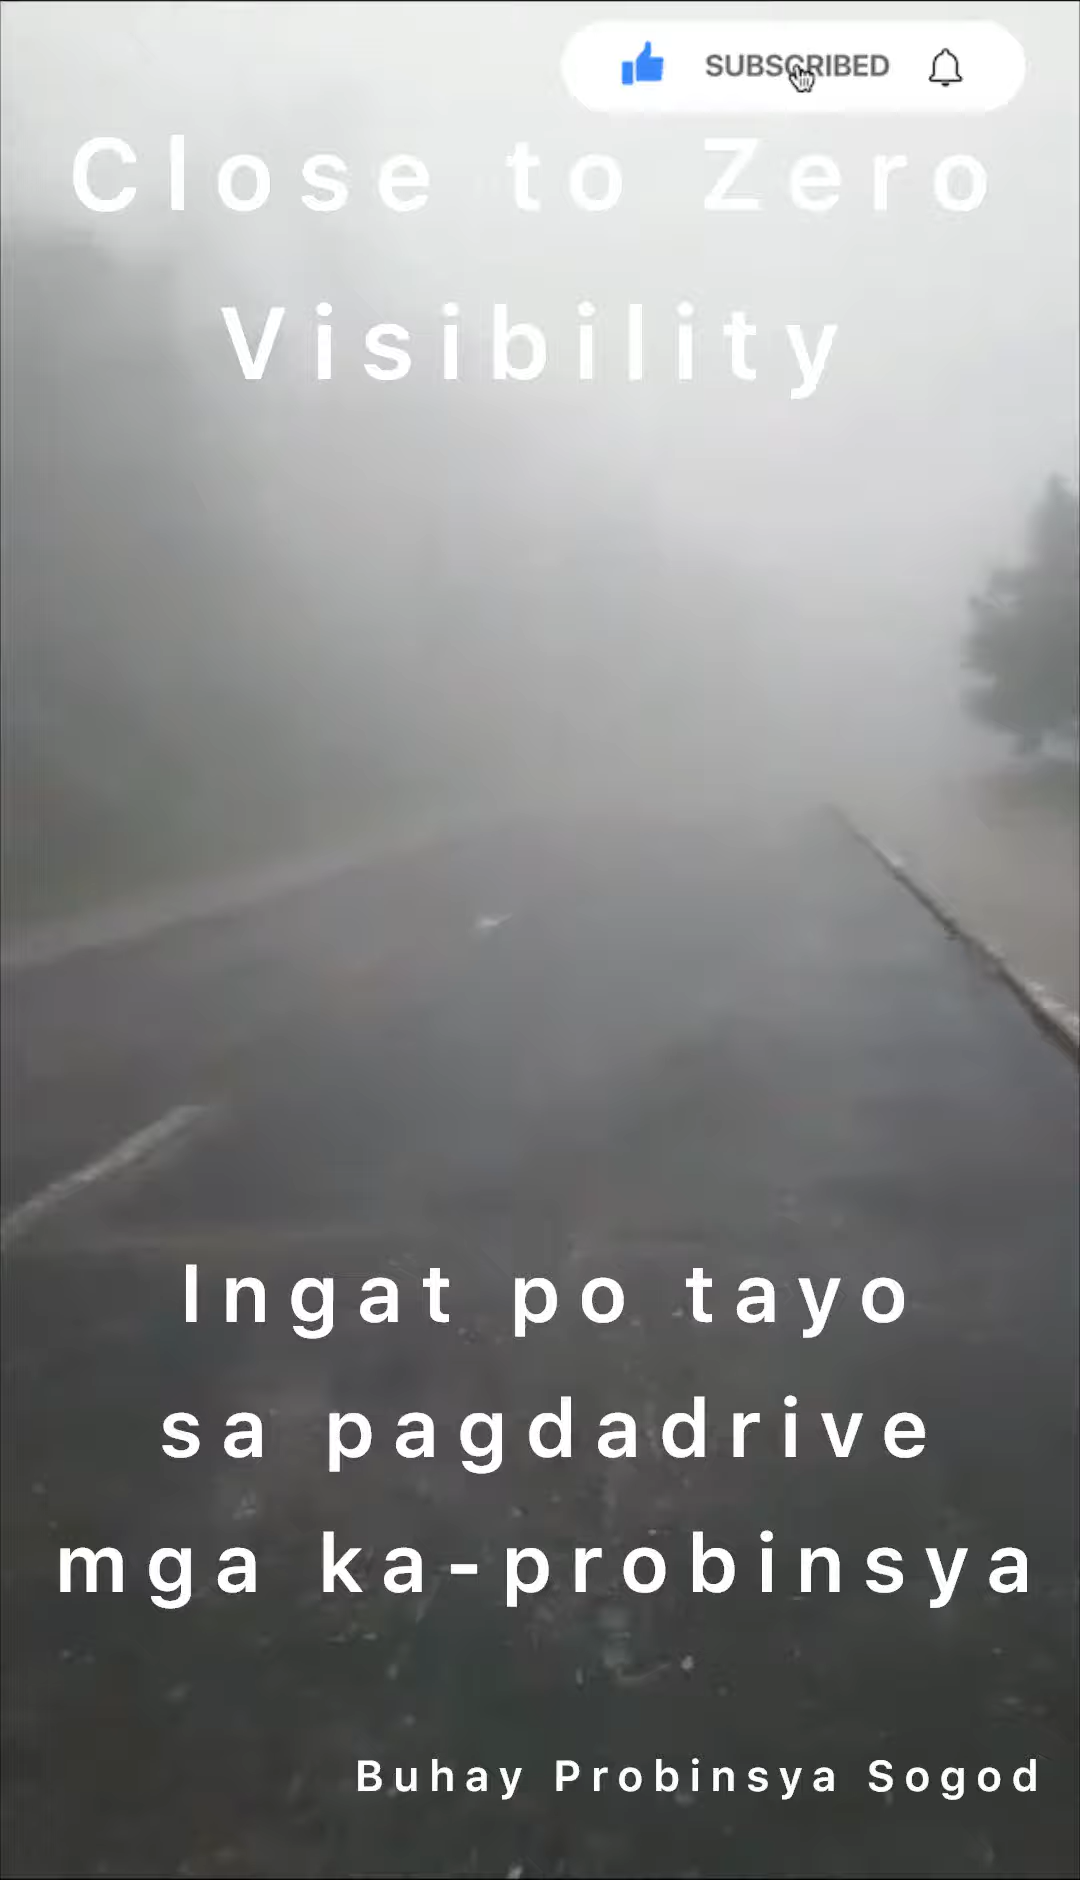 SUBSCRIBED
Close to Zero
Visibility
Ingat po tayo
sa pagdadrive
mga ka-probinsya
Buhay Probinsya Sogod